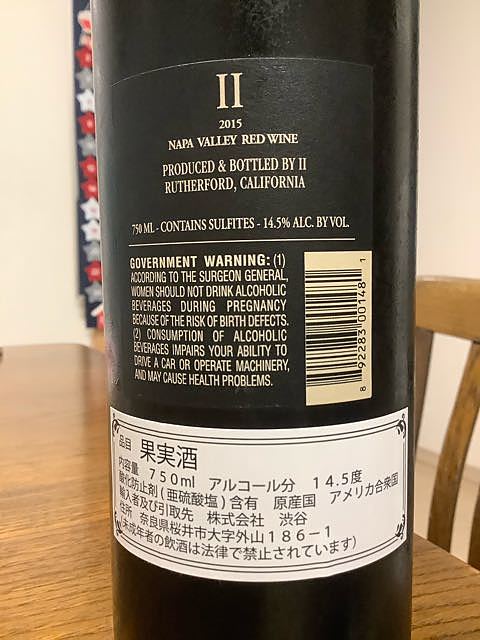 II
2015
NAPA VALLEY RED WINE
PRODUCED & BOTTLED BY II
RUTHERFORD, CALIFORNIA
750 ML - CONTAINS SULFITES - 14.5% ALC. BY VOL.
GOVERNMENT WARNING: (1)
ACCORDING TO THE SURGEON GENERAL,
WOMEN SHOULD NOT DRINK ALCOHOLIC
BEVERAGES DURING PREGNANCY
BECAUSE OF THE RISK OF BIRTH DEFECTS.
(2) CONSUMPTION OF ALCOHOLIC
BEVERAGES IMPAIRS YOUR ABILITY TO
DRIVE A CAR OR OPERATE MACHINERY,
AND MAY CAUSE HEALTH PROBLEMS.
8 92283 00148 1
品目 果実酒
内容量 750ml アルコール分 14.5度
酸化防止剤(亜硫酸塩)含有 原産国 アメリカ合衆国
輸入者及び引取先 株式会社 渋谷
住所 奈良県桜井市大字外山186-1
(未成年者の飲酒は法律で禁止されています)